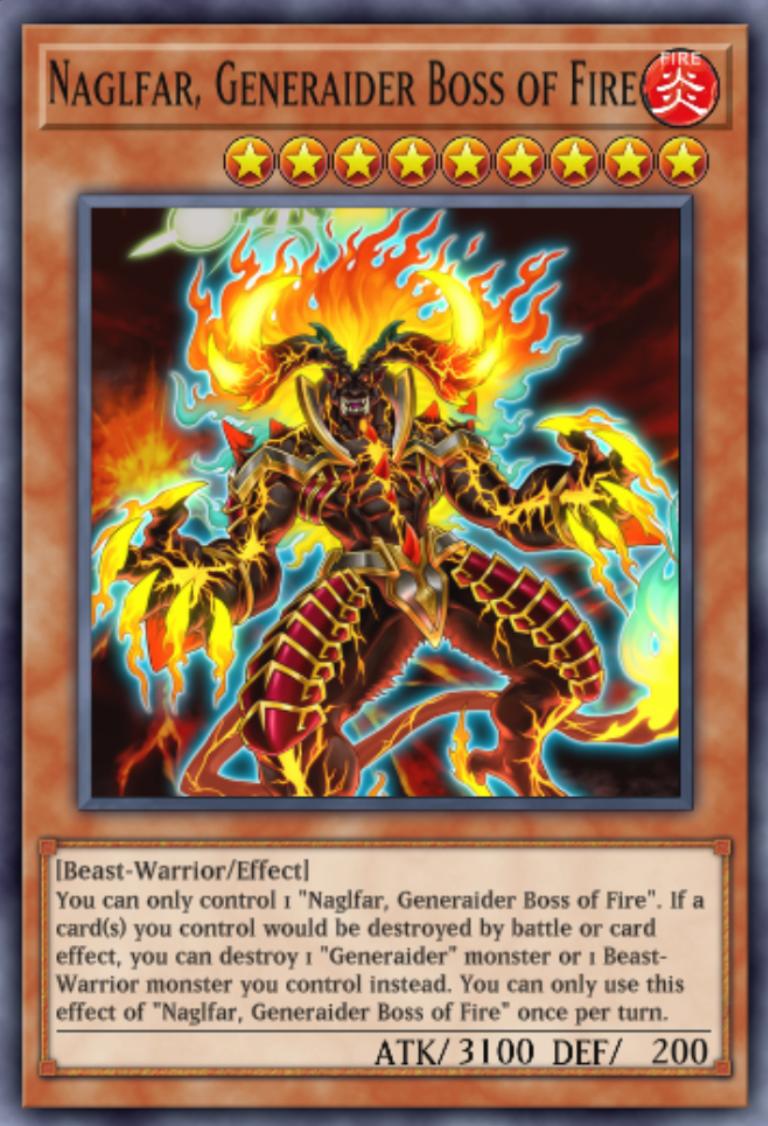 Naglfar, Generaider Boss of Fire
FIRE
炎
[Beast-Warrior/Effect]
You can only control 1 "Naglfar, Generaider Boss of Fire". If a
card(s) you control would be destroyed by battle or card
effect, you can destroy 1 "Generaider" monster or 1 Beast-
Warrior monster you control instead. You can only use this
effect of "Naglfar, Generaider Boss of Fire" once per turn.
ATK/ 3100 DEF/ 200